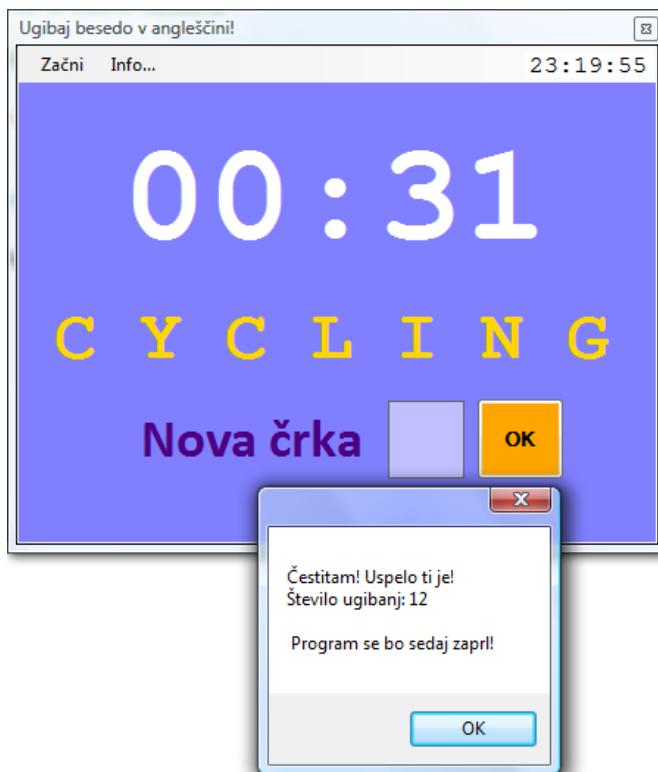 Ugibaj besedo v angleščini!
Začni Info... 23:19:55
00:31
C Y C L I N G
Nova črka OK
Čestitam! Uspelo ti je!
Število ugibanj: 12
Program se bo sedaj zaprl!
OK